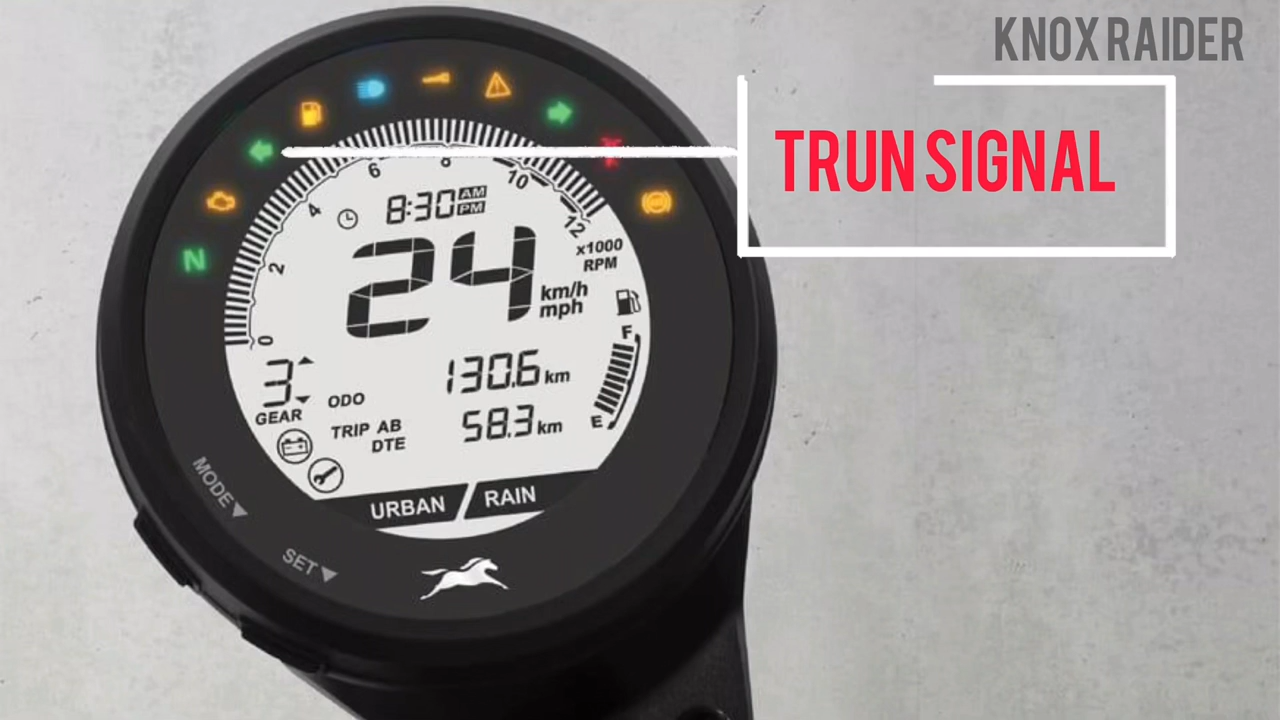 KNOX RAIDER
TRUN SIGNAL
N
0
2
4
6
8
10
12
x1000
RPM
8:30 AM
PM
24 km/h
mph
F
E
3
GEAR
ODO 130.6 km
TRIP AB 58.3 km
DTE
URBAN RAIN
MODE
SET